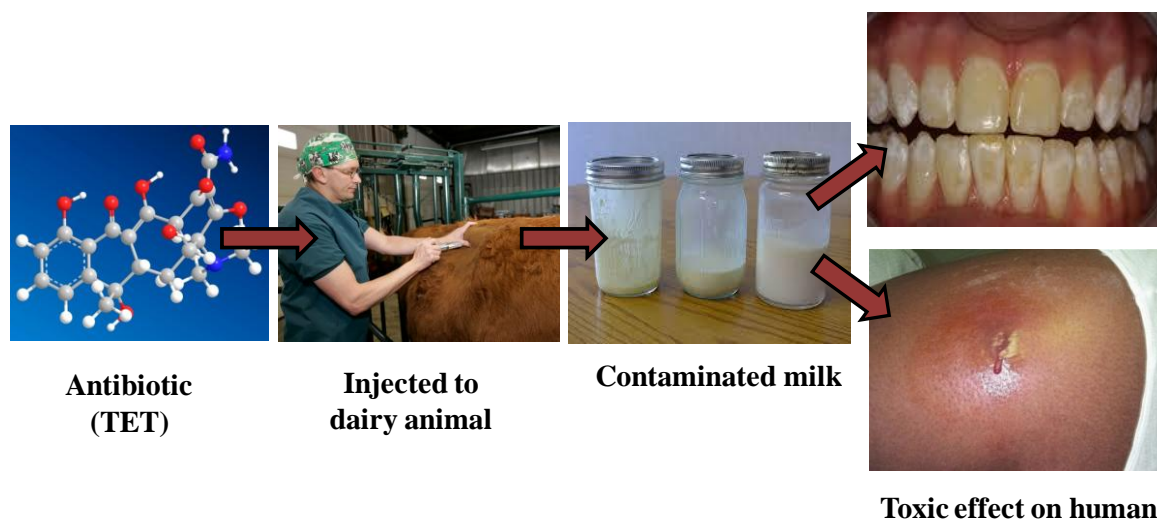 Antibiotic
(TET)
Injected to
dairy animal
Contaminated milk
Toxic effect on human